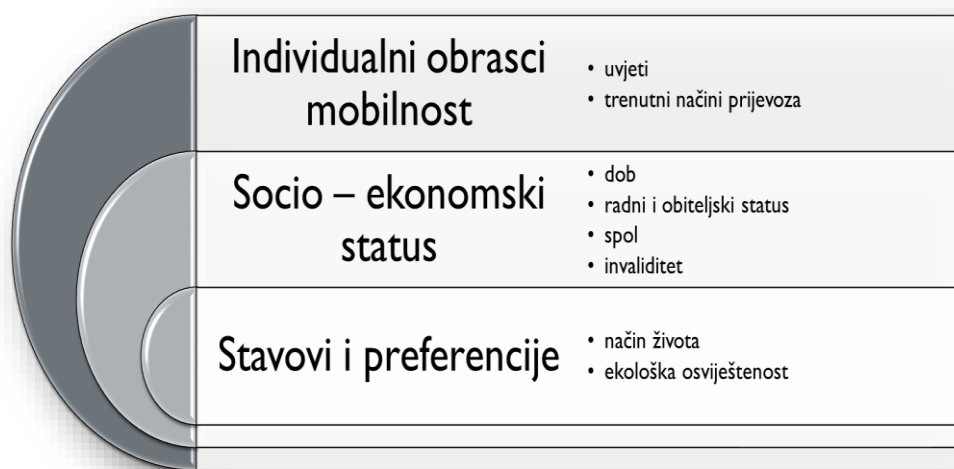 Individualni obrasci
mobilnost
• uvjeti
• trenutni načini prijevoza
Socio – ekonomski
status
• dob
• radni i obiteljski status
• spol
• invaliditet
Stavovi i preferencije
• način života
• ekološka osviještenost